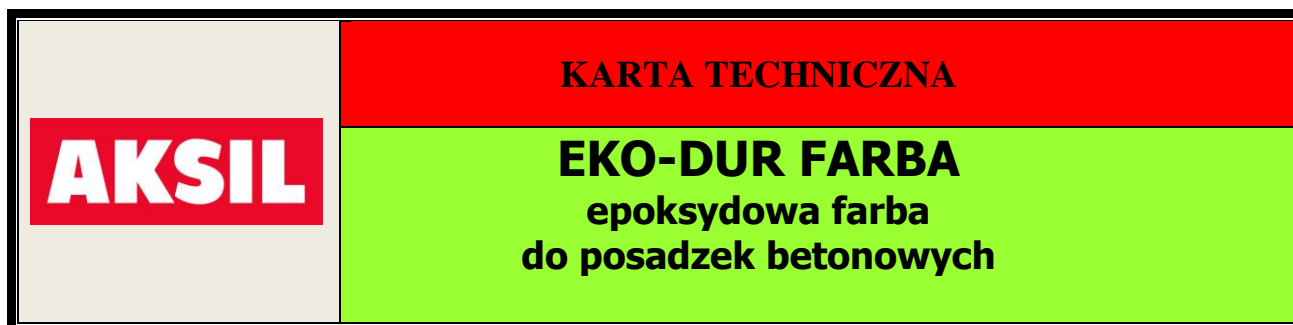 AKSIL
KARTA TECHNICZNA
EKO-DUR FARBA
epoksydowa farba
do posadzek betonowych